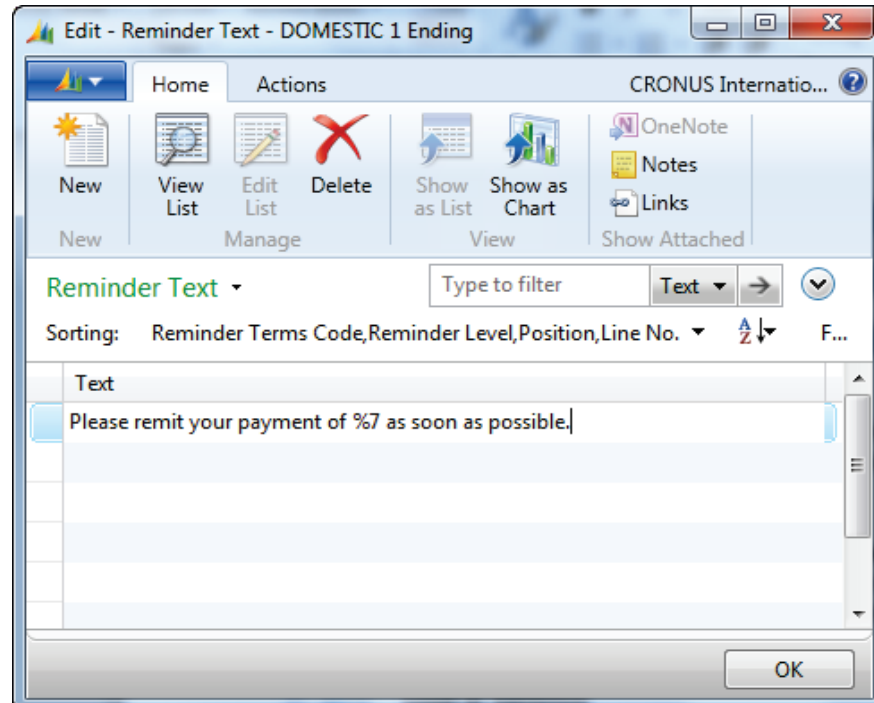 Edit - Reminder Text - DOMESTIC 1 Ending
Home Actions CRONUS Internatio...
New View List Edit List Delete Show as List Show as Chart OneNote
Notes
Links
New Manage View Show Attached
Reminder Text Type to filter Text
Sorting: Reminder Terms Code,Reminder Level,Position,Line No. A Z F...
Text
Please remit your payment of %7 as soon as possible.
OK